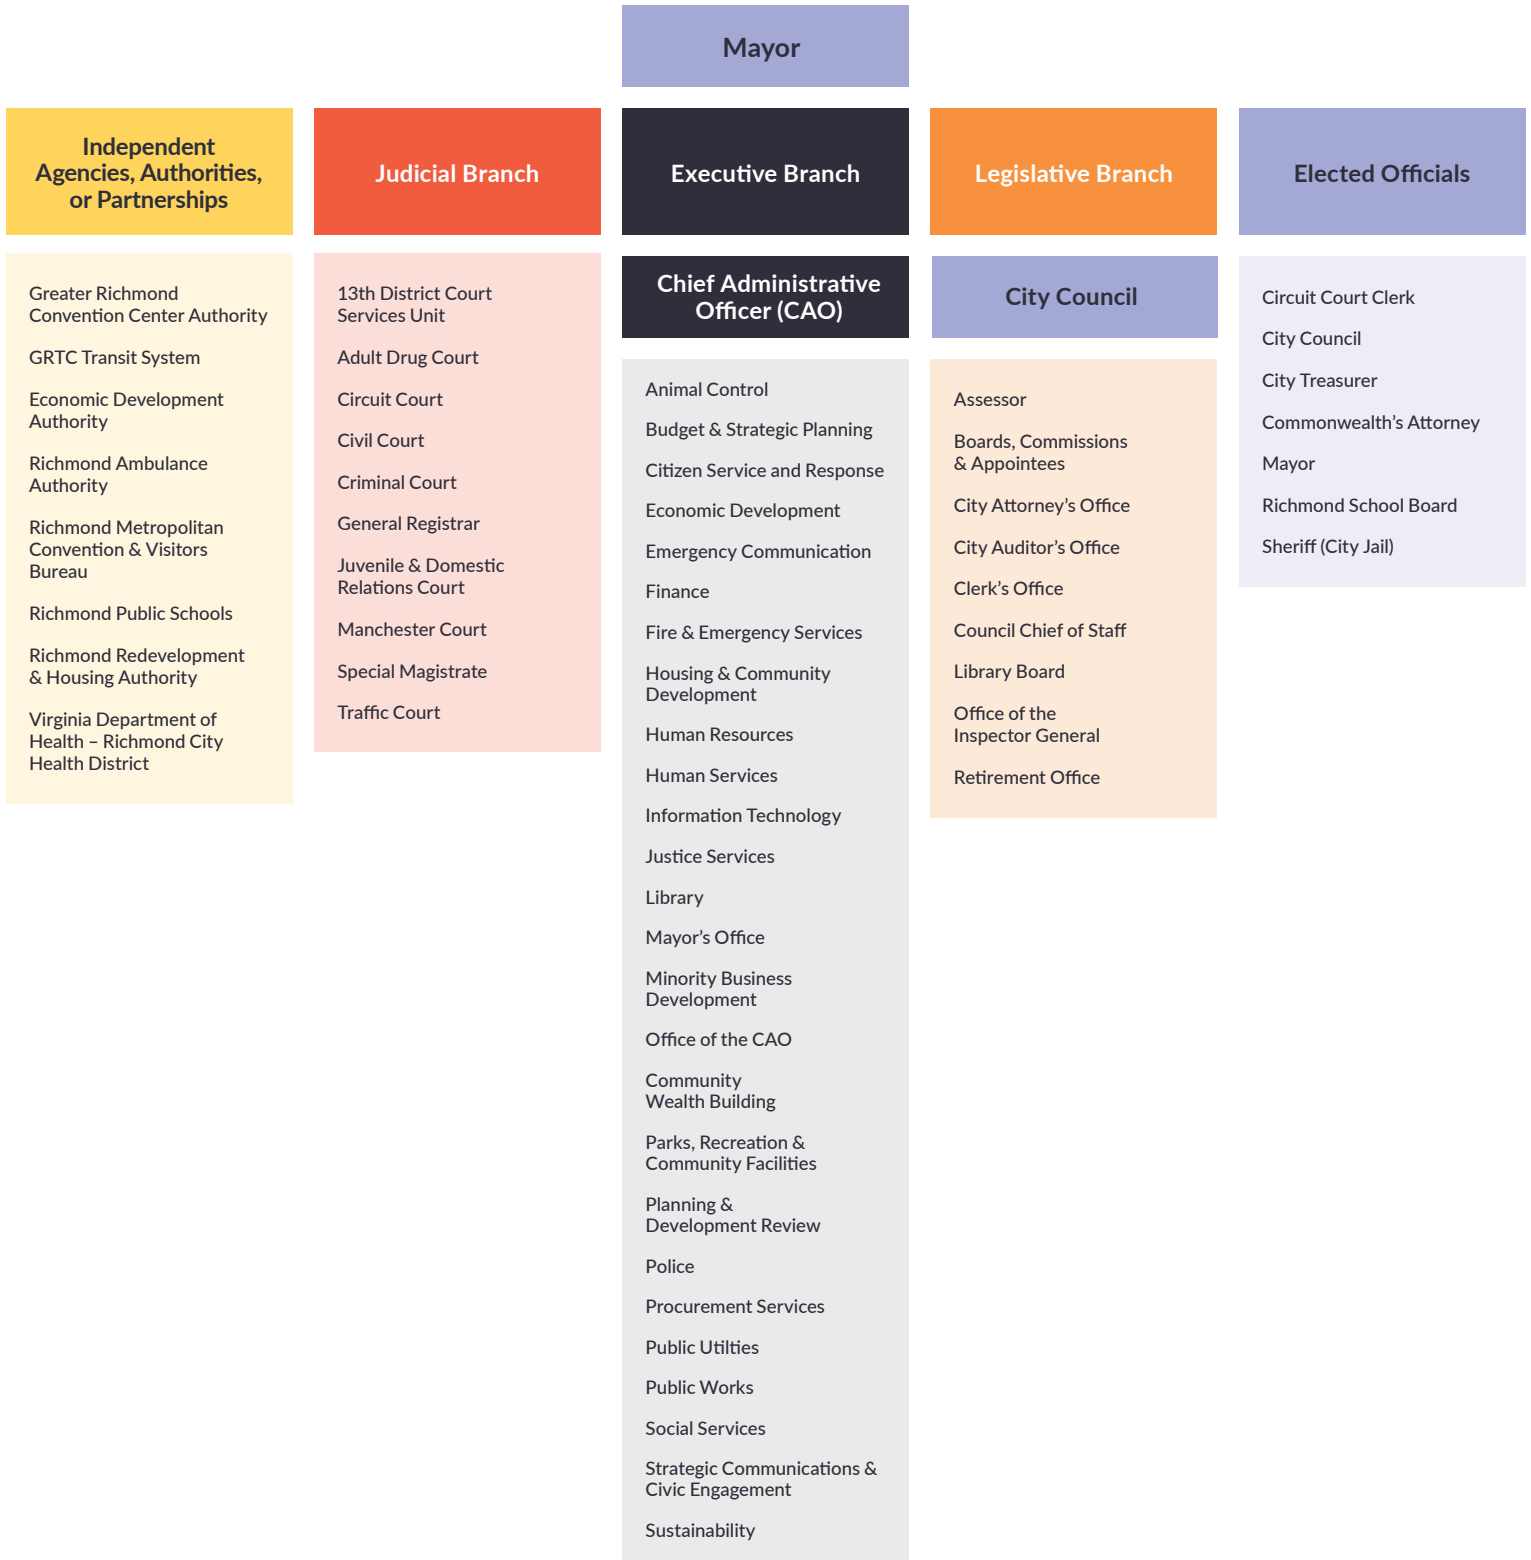 Mayor
Independent
Agencies, Authorities,
or Partnerships
Greater Richmond
Convention Center Authority
GRTC Transit System
Economic Development
Authority
Richmond Ambulance
Authority
Richmond Metropolitan
Convention & Visitors
Bureau
Richmond Public Schools
Richmond Redevelopment
& Housing Authority
Virginia Department of
Health – Richmond City
Health District
Judicial Branch
13th District Court
Services Unit
Adult Drug Court
Circuit Court
Civil Court
Criminal Court
General Registrar
Juvenile & Domestic
Relations Court
Manchester Court
Special Magistrate
Traffic Court
Executive Branch
Chief Administrative
Officer (CAO)
Animal Control
Budget & Strategic Planning
Citizen Service and Response
Economic Development
Emergency Communication
Finance
Fire & Emergency Services
Housing & Community
Development
Human Resources
Human Services
Information Technology
Justice Services
Library
Mayor’s Office
Minority Business
Development
Office of the CAO
Community
Wealth Building
Parks, Recreation &
Community Facilities
Planning &
Development Review
Police
Procurement Services
Public Utilties
Public Works
Social Services
Strategic Communications &
Civic Engagement
Sustainability
Legislative Branch
City Council
Assessor
Boards, Commissions
& Appointees
City Attorney’s Office
City Auditor’s Office
Clerk’s Office
Council Chief of Staff
Library Board
Office of the
Inspector General
Retirement Office
Elected Officials
Circuit Court Clerk
City Council
City Treasurer
Commonwealth’s Attorney
Mayor
Richmond School Board
Sheriff (City Jail)